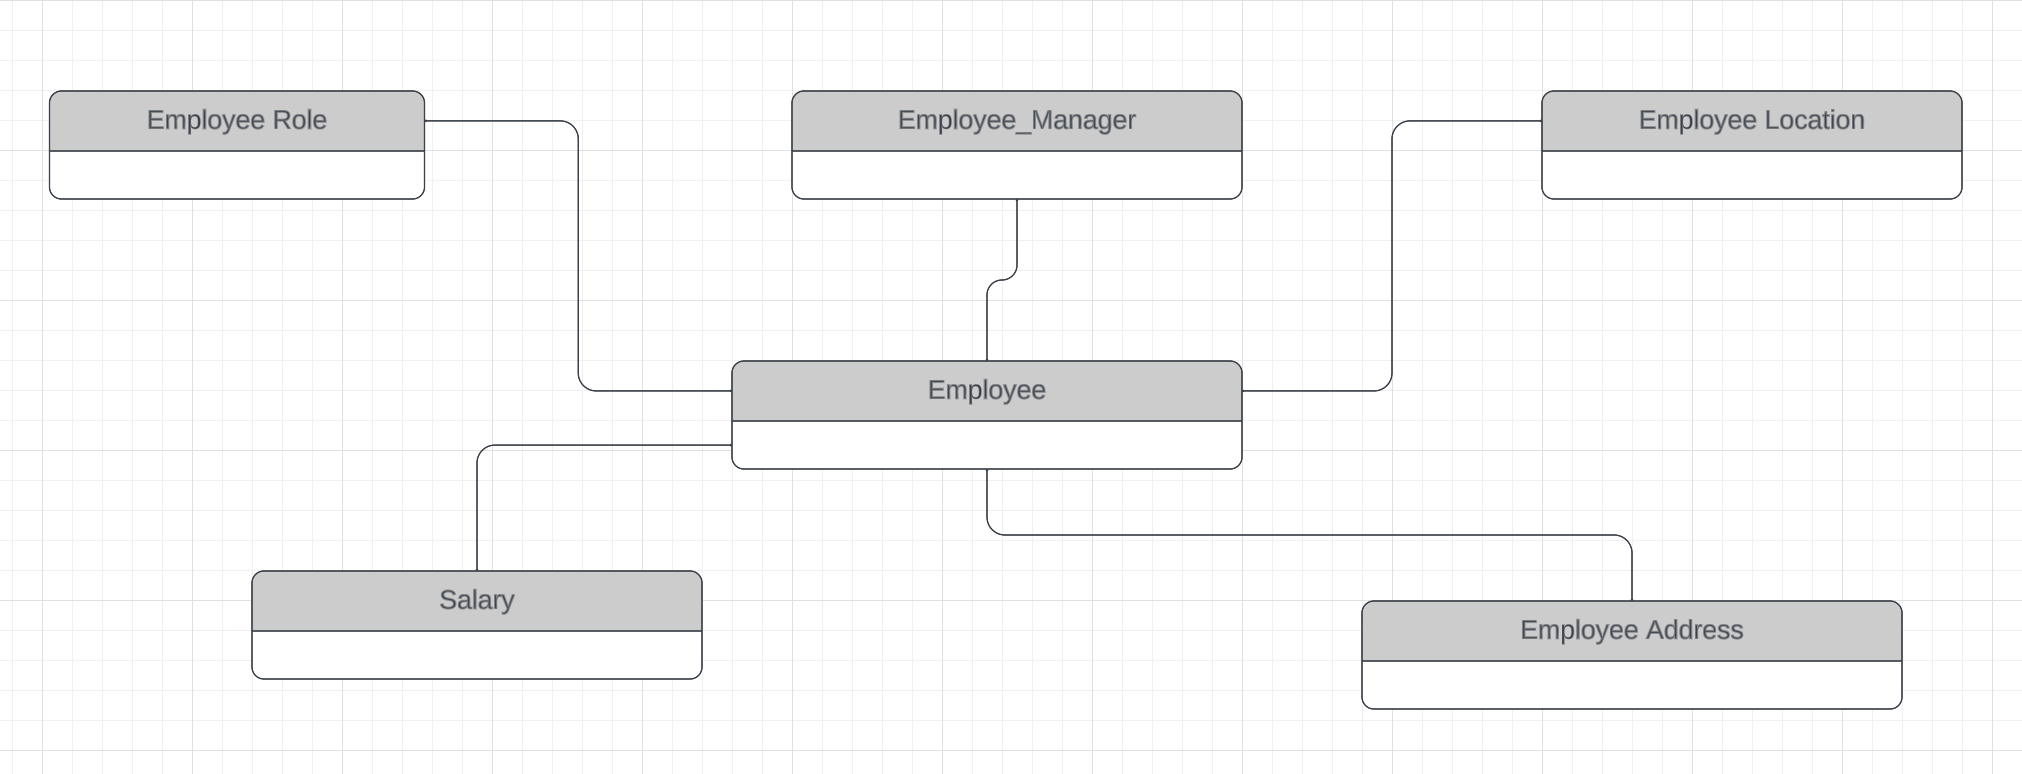 Employee Role
Employee_Manager
Employee Location
Employee
Salary
Employee Address